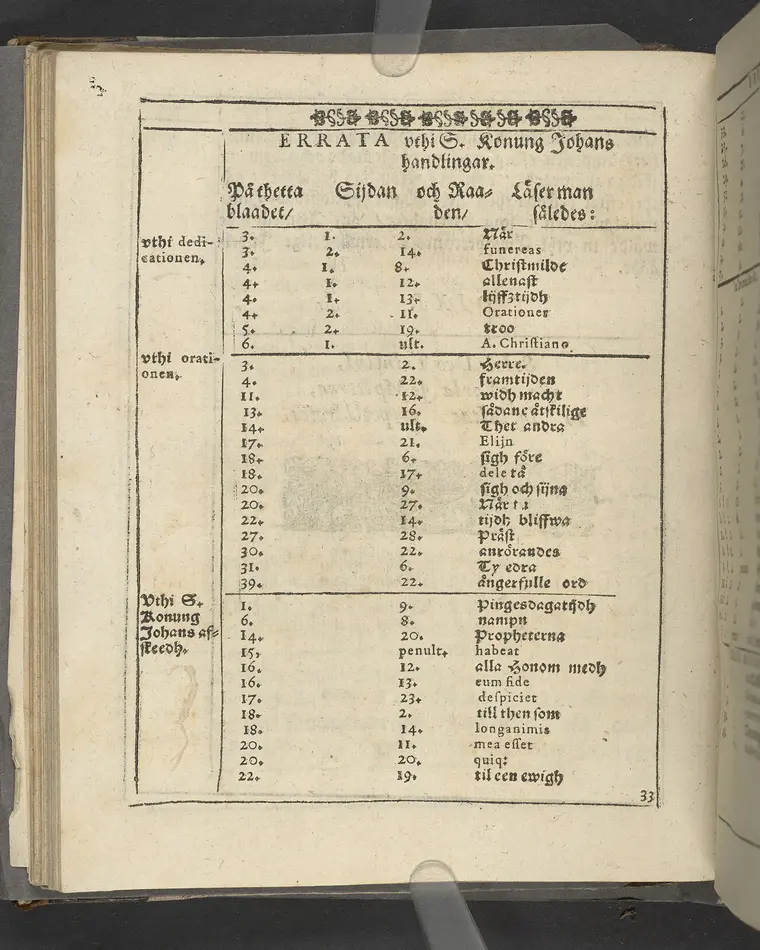 ERRATA vthi S. Konung Johans
handlingar.
På thetta Sijdan och Raa- Läser man
blaadet/ den/ således:
vthi dedi- 3. 1. 2. När
cationen. 3. 2. 14. funereas
4. 1. 8. Christmilde
4. 1. 12. allenast
4. 1. 13. lijffztijdh
4. 2. 11. Orationer
5. 2. 19. troo
6. 1. ult. A. Christiano
vthi orati- 3. 2. Herre.
onen. 4. 22. framtijden
11. 12. widh macht
13. 16. sådane åtskilige
14. ult. Thet andra
17. 21. Elijn
18. 6. sigh före
18. 17. dele tå
20. 9. sigh och sijna
20. 27. När
22. 14. tijdh bliffwa
27. 28. Präst
30. 22. anrörandes
31. 6. Ty edra
39. 22. ångerfulle ord
Vthi S. 1. 9. Pingesdagatijdh
Konung 6. 8. nampn
Johans af- 14. 20. Propheterna
skeedh. 15. penult. habeat
16. 12. alla Honom medh
16. 13. eum fide
17. 23. despiciet
18. 2. till then som
18. 14. longanimis
20. 11. mea esset
20. 20. quiq:
22. 19. til een ewigh
33